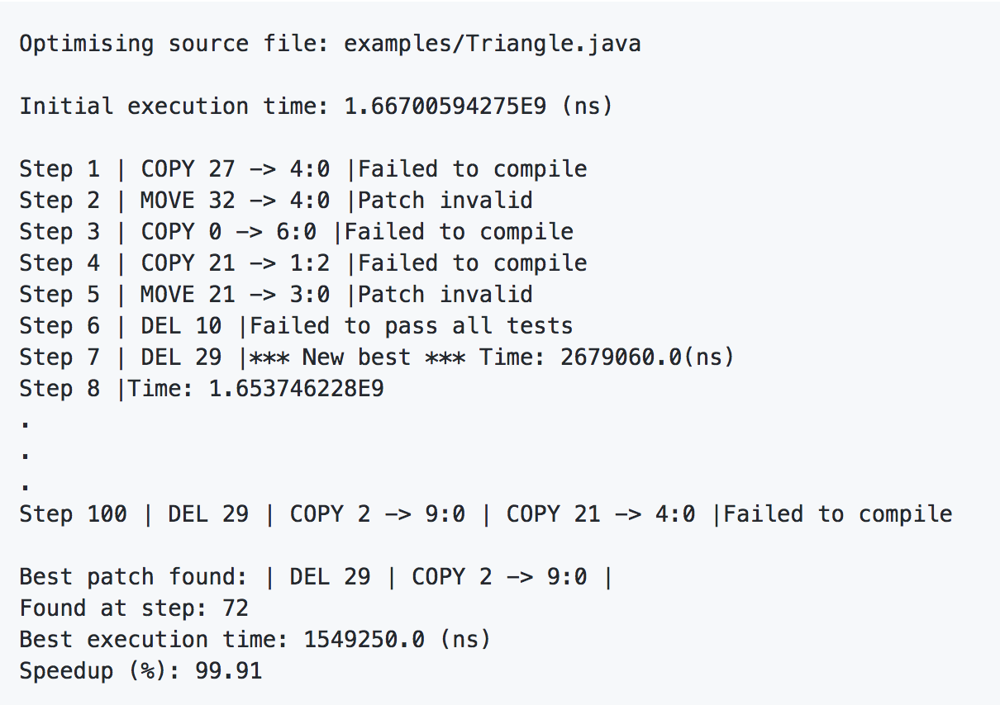 Optimising source file: examples/Triangle.java
Initial execution time: 1.66700594275E9 (ns)
Step 1 | COPY 27 -> 4:0 |Failed to compile
Step 2 | MOVE 32 -> 4:0 |Patch invalid
Step 3 | COPY 0 -> 6:0 |Failed to compile
Step 4 | COPY 21 -> 1:2 |Failed to compile
Step 5 | MOVE 21 -> 3:0 |Patch invalid
Step 6 | DEL 10 |Failed to pass all tests
Step 7 | DEL 29 |*** New best *** Time: 2679060.0(ns)
Step 8 |Time: 1.653746228E9
.
.
.
Step 100 | DEL 29 | COPY 2 -> 9:0 | COPY 21 -> 4:0 |Failed to compile
Best patch found: | DEL 29 | COPY 2 -> 9:0 |
Found at step: 72
Best execution time: 1549250.0 (ns)
Speedup (%): 99.91